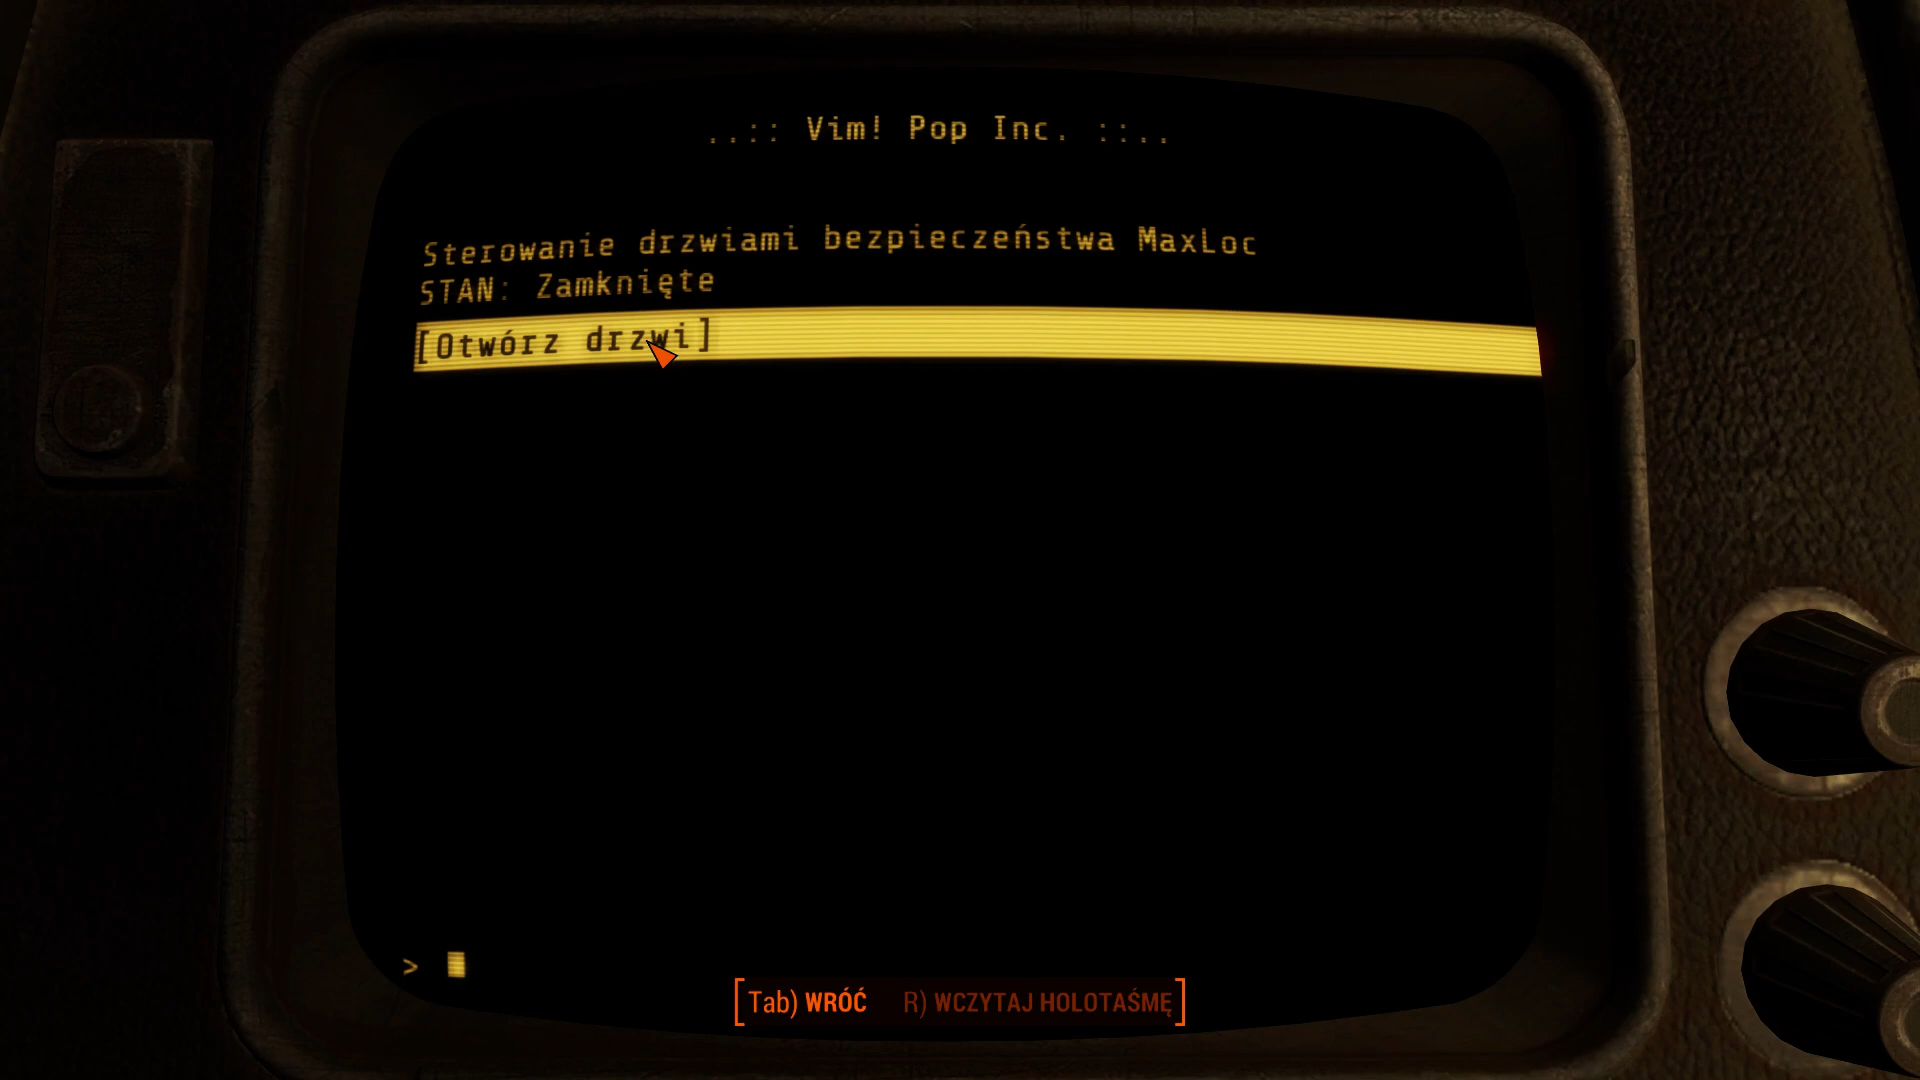 ..:: Vim! Pop Inc. ::..
Sterowanie drzwiami bezpieczeństwa MaxLoc
STAN: Zamknięte
[Otwórz drzwi]
>
Tab) WRÓĆ R) WCZYTAJ HOLOTAŚMĘ